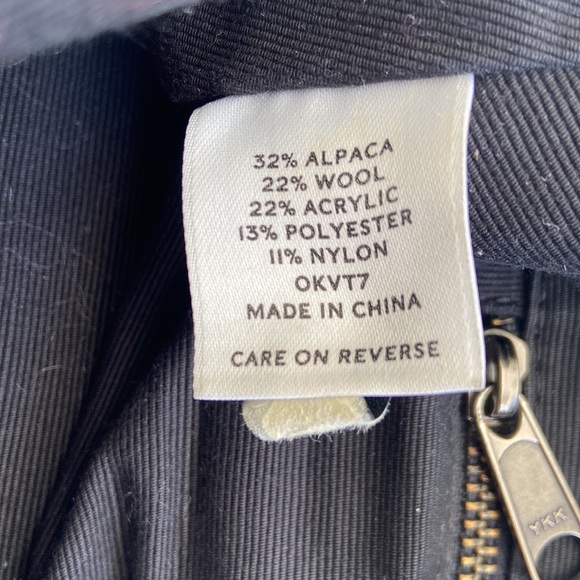 32% ALPACA
22% WOOL
22% ACRYLIC
13% POLYESTER
11% NYLON
OKVT7
MADE IN CHINA
CARE ON REVERSE
YKK